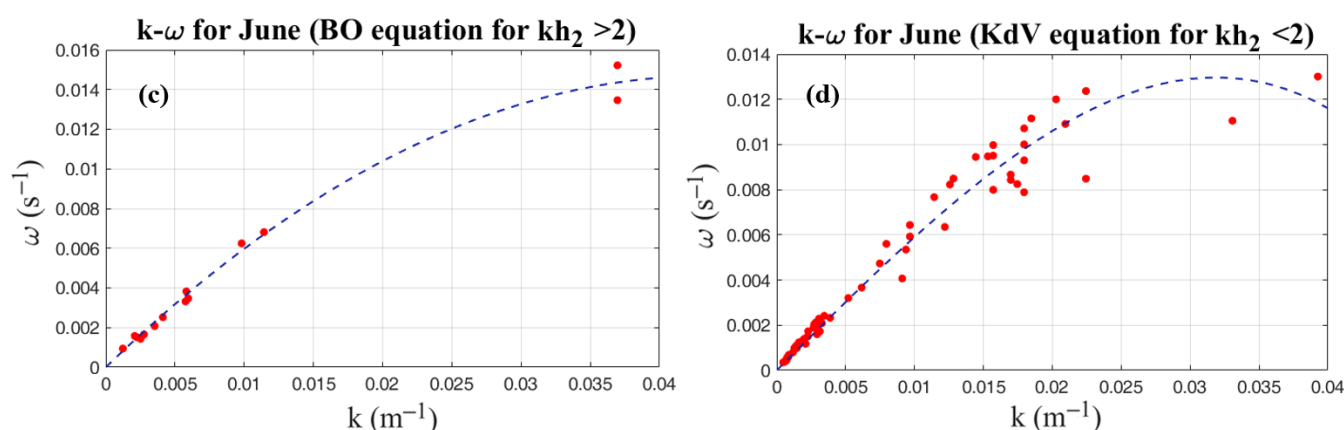 k-ω for June (BO equation for kh₂ >2)
0.016
0.014
0.012
0.01
0.008
0.006
0.004
0.002
0
(c)
ω (s⁻¹)
0 0.005 0.01 0.015 0.02 0.025 0.03 0.035 0.04
k (m⁻¹)
k-ω for June (KdV equation for kh₂ <2)
0.014
0.012
0.01
0.008
0.006
0.004
0.002
0
(d)
ω (s⁻¹)
0 0.005 0.01 0.015 0.02 0.025 0.03 0.035 0.04
k (m⁻¹)